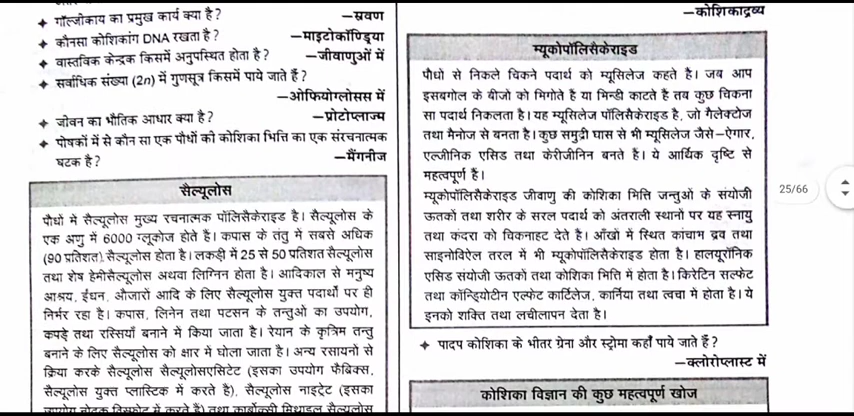 ✦ गॉल्जीकाय का प्रमुख कार्य क्या है? —स्रवण
✦ कौनसा कोशिकांग DNA रखता है? —माइटोकॉण्ड्रिया
✦ वास्तविक केन्द्रक किसमें अनुपस्थित होता है? —जीवाणुओं में
✦ सर्वाधिक संख्या (2n) में गुणसूत्र किसमें पाये जाते हैं?
—ओफियोग्लोसस में
✦ जीवन का भौतिक आधार क्या है? —प्रोटोप्लाज्म
✦ पोषकों में से कौन सा एक पौधों की कोशिका भित्ति का एक संरचनात्मक
घटक है? —मैंगनीज
सैल्यूलोस
पौधों में सैल्यूलोस मुख्य रचनात्मक पॉलिसैकेराइड है। सैल्यूलोस के
एक अणु में 6000 ग्लूकोज होते हैं। कपास के तंतु में सबसे अधिक
(90 प्रतिशत) सैल्यूलोस होता है। लकड़ी में 25 से 50 प्रतिशत सैल्यूलोस
तथा शेष हेमीसैल्यूलोस अथवा लिग्निन होता है। आदिकाल से मनुष्य
आश्रय, ईंधन, औजारों आदि के लिए सैल्यूलोस युक्त पदार्थों पर ही
निर्भर रहा है। कपास, लिनेन तथा पटसन के तन्तुओं का उपयोग,
कपड़े तथा रस्सियाँ बनाने में किया जाता है। रेयान के कृत्रिम तन्तु
बनाने के लिए सैल्यूलोस को क्षार में घोला जाता है। अन्य रसायनों से
क्रिया करके सैल्यूलोस सैल्यूलोसएसिटेट (इसका उपयोग फैब्रिक्स,
सैल्यूलोस युक्त प्लास्टिक में करते है), सैल्यूलोस नाइट्रेट (इसका
उपयोग नोदक विस्फोट में करते हैं) तथा कार्बोक्सी मिथाइल सैल्यूलोस
—कोशिकाद्रव्य
म्यूकोपॉलिसैकेराइड
पौधो से निकले चिकने पदार्थ को म्यूसिलेज कहते है। जब आप
इसबगोल के बीजो को भिगोते है या भिन्डी काटते है तब कुछ चिकना
सा पदार्थ निकलता है। यह म्यूसिलेज पॉलिसैकेराइड है, जो गैलेक्टोज
तथा मैनोज से बनता है। कुछ समुद्री घास से भी म्यूसिलेज जैसे–ऐगार,
एल्जीनिक एसिड तथा केरीजीनिन बनते हैं। ये आर्थिक दृष्टि से
महत्वपूर्ण हैं।
म्यूकोपॉलिसैकेराइड जीवाणु की कोशिका भित्ति जन्तुओं के संयोजी
ऊतकों तथा शरीर के सरल पदार्थ को अंतराली स्थानों पर यह स्नायु
तथा कंदरा को चिकनाहट देते है। आँखों में स्थित कांचाभ द्रव तथा
साइनोविऐल तरल में भी म्यूकोपॉलिसैकेराइड होता है। हालयूरॉनिक
एसिड संयोजी ऊतकों तथा कोशिका भित्ति में होता है। किरेटिन सल्फेट
तथा कॉन्ड्रियोटीन एल्फेट कार्टिलेज, कार्निया तथा त्वचा में होता है। ये
इनको शक्ति तथा लचीलापन देता है।
✦ पादप कोशिका के भीतर ग्रेना और स्ट्रोमा कहाँ पाये जाते हैं?
—क्लोरोप्लास्ट में
कोशिका विज्ञान की कुछ महत्वपूर्ण खोज
25/66